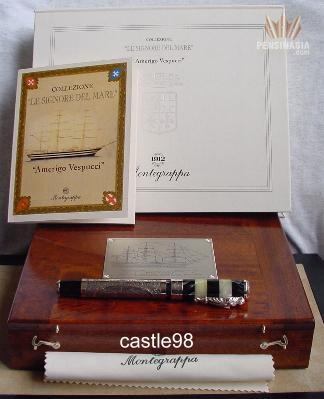 PENSINASIA
.com
COLLEZIONE
"LE SIGNORE DEL MARE"
"Amerigo Vespucci"
1912
Montegrappa
COLLEZIONE
"LE SIGNORE DEL MARE"
"Amerigo Vespucci"
Montegrappa
castle98
Montegrappa